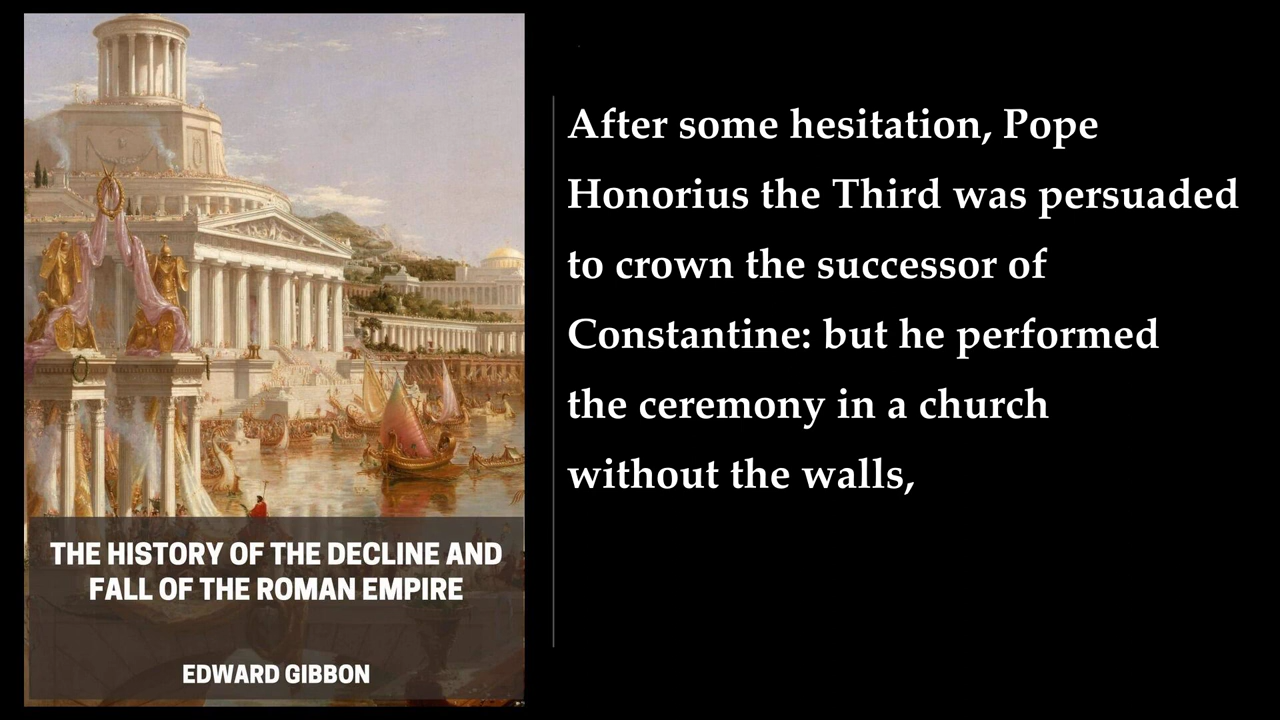 THE HISTORY OF THE DECLINE AND
FALL OF THE ROMAN EMPIRE
EDWARD GIBBON
After some hesitation, Pope
Honorius the Third was persuaded
to crown the successor of
Constantine: but he performed
the ceremony in a church
without the walls,